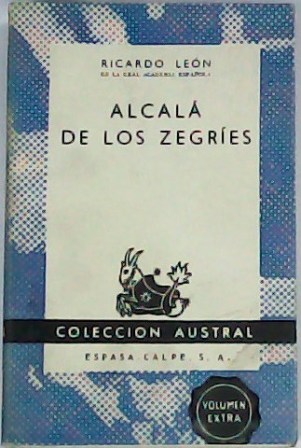 RICARDO LEÓN
DE LA REAL ACADEMIA ESPAÑOLA
ALCALÁ
DE LOS ZEGRÍES
COLECCION AUSTRAL
ESPASA CALPE, S. A.
VOLUMEN
EXTRA